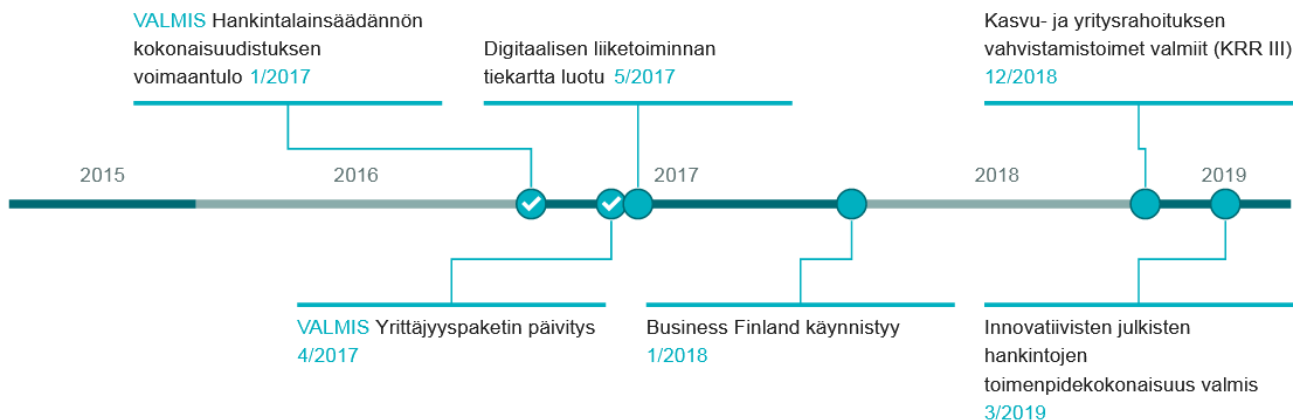 VALMIS Hankintalainsäädännön
kokonaisuudistuksen
voimaantulo 1/2017
Digitaalisen liiketoiminnan
tiekartta luotu 5/2017
Kasvu- ja yritysrahoituksen
vahvistamistoimet valmiit (KRR III)
12/2018
2015
2016
2017
2018
2019
VALMIS Yrittäjyyspaketin päivitys
4/2017
Business Finland käynnistyy
1/2018
Innovatiivisten julkisten
hankintojen
toimenpidekokonaisuus valmis
3/2019